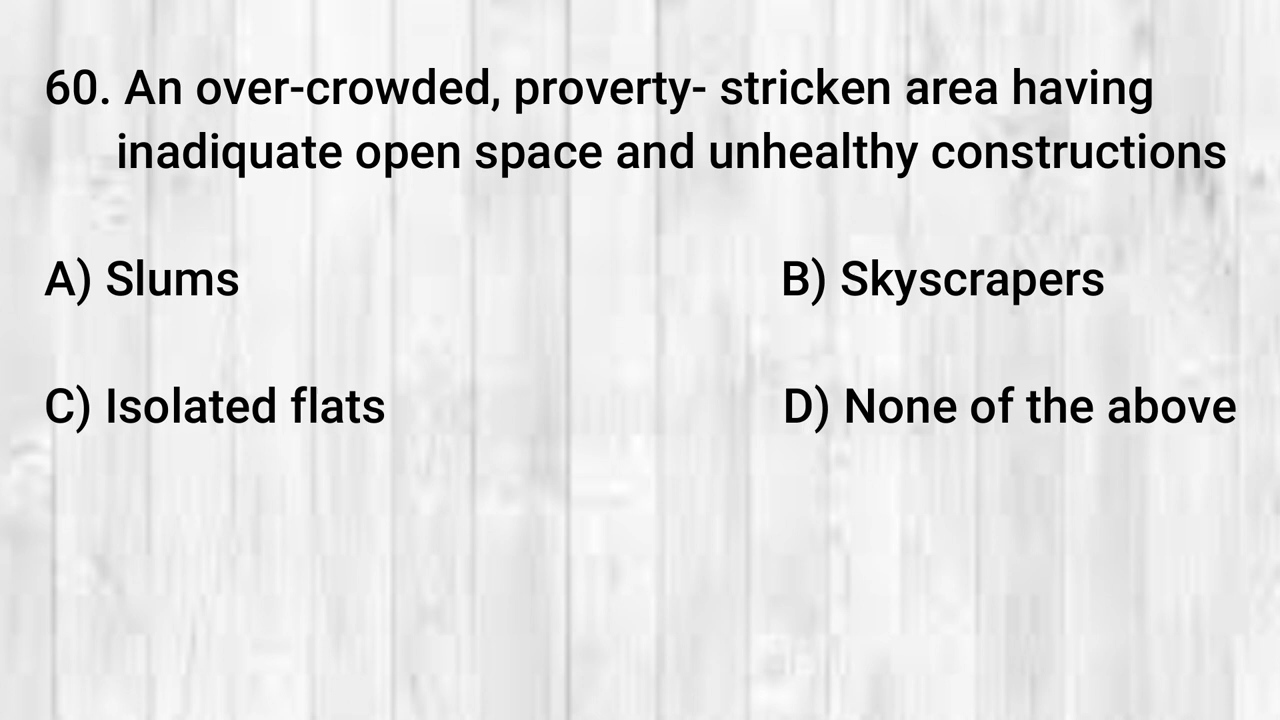 60. An over-crowded, proverty- stricken area having
inadiquate open space and unhealthy constructions
A) Slums
B) Skyscrapers
C) Isolated flats
D) None of the above